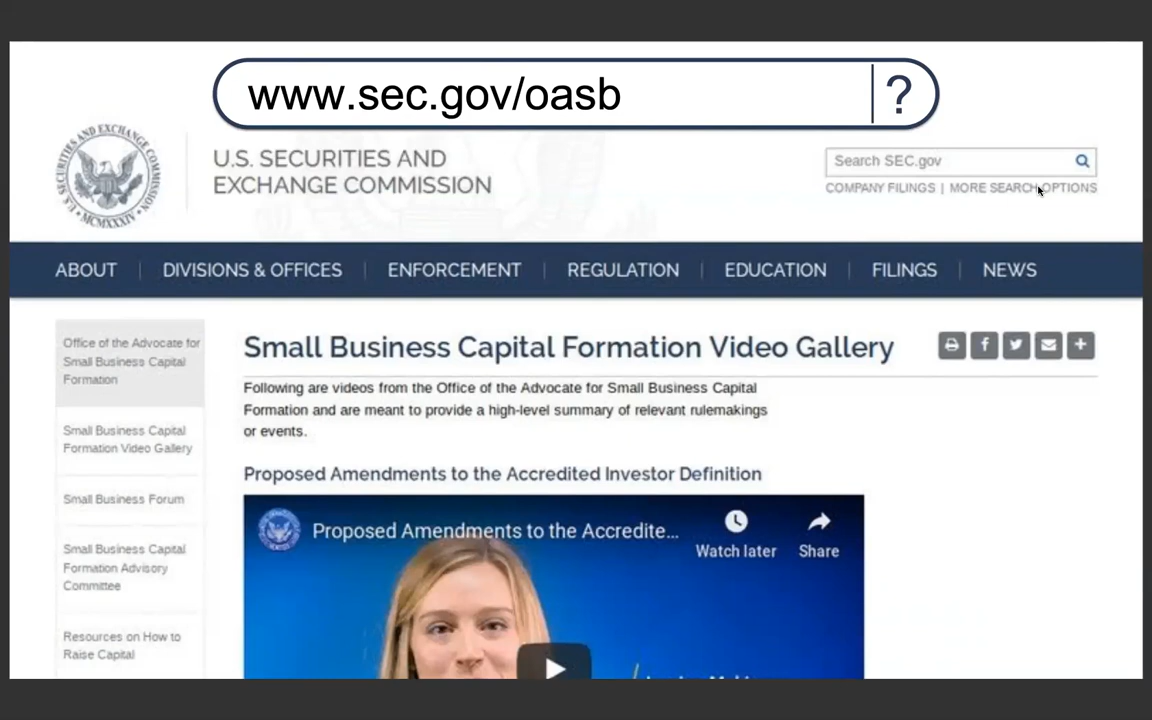 www.sec.gov/oasb
?
SECURITIES AND EXCHANGE COMMISSION
MCMXXXIV
U.S. SECURITIES AND
EXCHANGE COMMISSION
Search SEC.gov
COMPANY FILINGS | MORE SEARCH OPTIONS
ABOUT | DIVISIONS & OFFICES | ENFORCEMENT | REGULATION | EDUCATION | FILINGS | NEWS
Office of the Advocate for
Small Business Capital
Formation
Small Business Capital
Formation Video Gallery
Small Business Forum
Small Business Capital
Formation Advisory
Committee
Resources on How to
Raise Capital
Small Business Capital Formation Video Gallery
Following are videos from the Office of the Advocate for Small Business Capital
Formation and are meant to provide a high-level summary of relevant rulemakings
or events.
Proposed Amendments to the Accredited Investor Definition
Proposed Amendments to the Accredite...
Watch later
Share